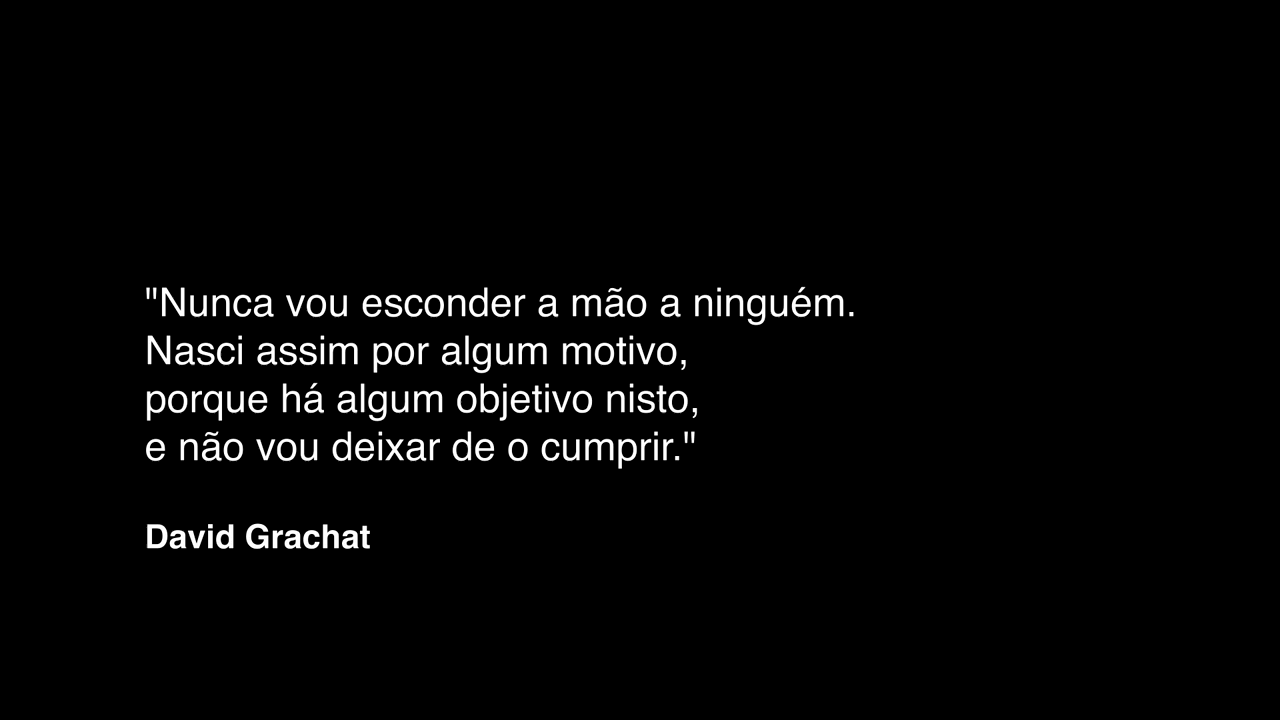 "Nunca vou esconder a mão a ninguém.
Nasci assim por algum motivo,
porque há algum objetivo nisto,
e não vou deixar de o cumprir."
David Grachat